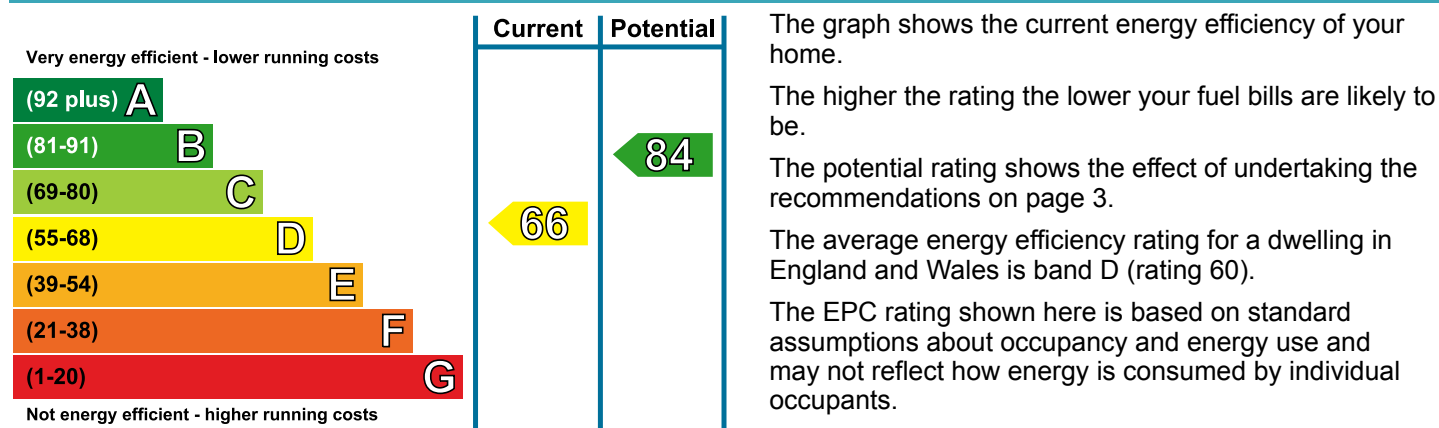 Current Potential
Very energy efficient - lower running costs
(92 plus) A
(81-91) B
(69-80) C
(55-68) D
(39-54) E
(21-38) F
(1-20) G
Not energy efficient - higher running costs
66
84
The graph shows the current energy efficiency of your
home.
The higher the rating the lower your fuel bills are likely to
be.
The potential rating shows the effect of undertaking the
recommendations on page 3.
The average energy efficiency rating for a dwelling in
England and Wales is band D (rating 60).
The EPC rating shown here is based on standard
assumptions about occupancy and energy use and
may not reflect how energy is consumed by individual
occupants.